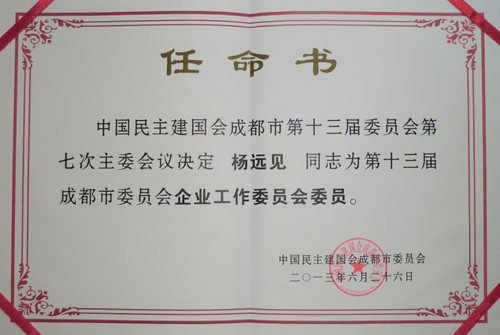 任命书
中国民主建国会成都市第十三届委员会第
七次主委会议决定 杨远见 同志为第十三届
成都市委员会企业工作委员会委员。
中国民主建国会成都市委员会
二〇一三年六月二十六日